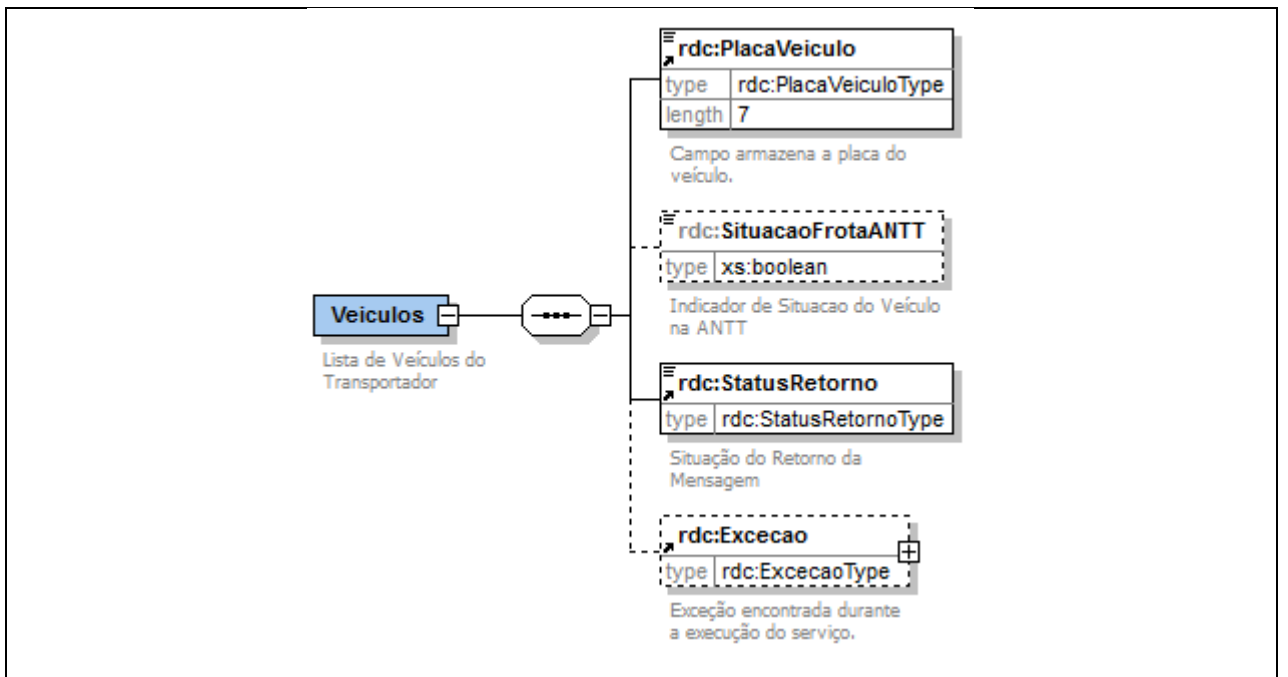 rdc:PlacaVeiculo
type rdc:PlacaVeiculoType
length 7
Campo armazena a placa do
veículo.
rdc:SituacaoFrotaANTT
type xs:boolean
Indicador de Situacao do Veículo
na ANTT
Veiculos
Lista de Veículos do
Transportador
rdc:StatusRetorno
type rdc:StatusRetornoType
Situação do Retorno da
Mensagem
rdc:Excecao
type rdc:ExcecaoType
Exceção encontrada durante
a execução do serviço.